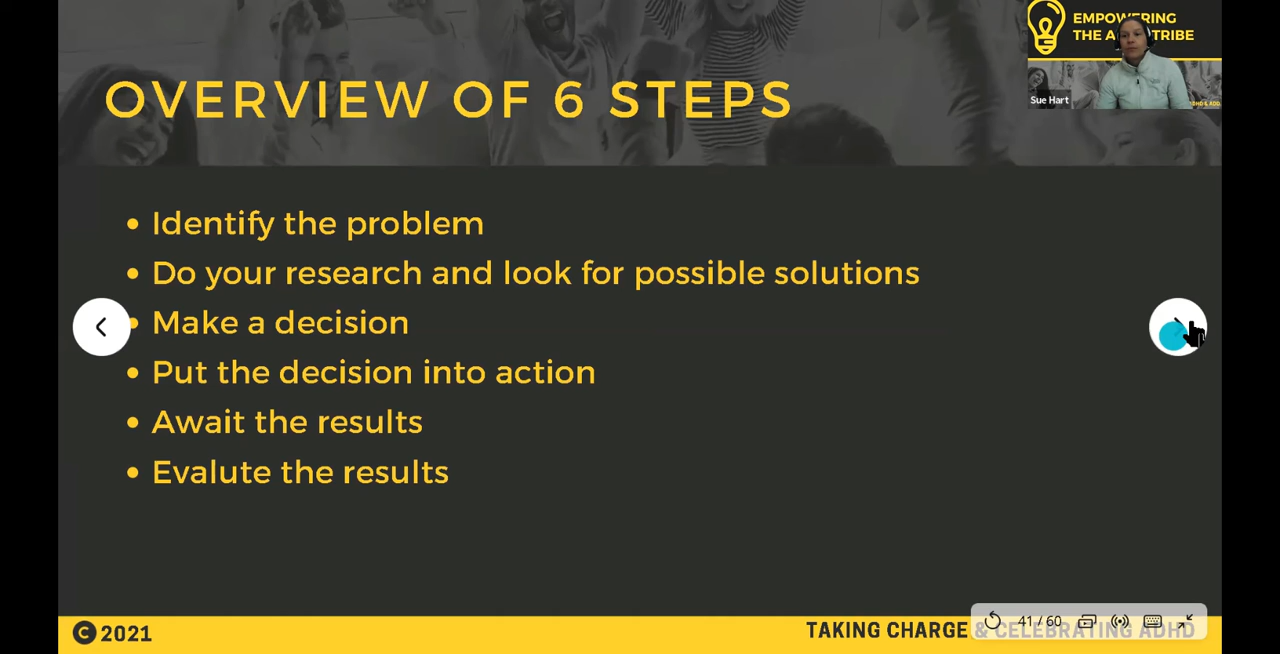 EMPOWERING
THE TRIBE
Sue Hart
OVERVIEW OF 6 STEPS
Identify the problem
Do your research and look for possible solutions
Make a decision
Put the decision into action
Await the results
Evalute the results
C 2021
TAKING CHARGE & CELEBRATING ADHD
41 / 60